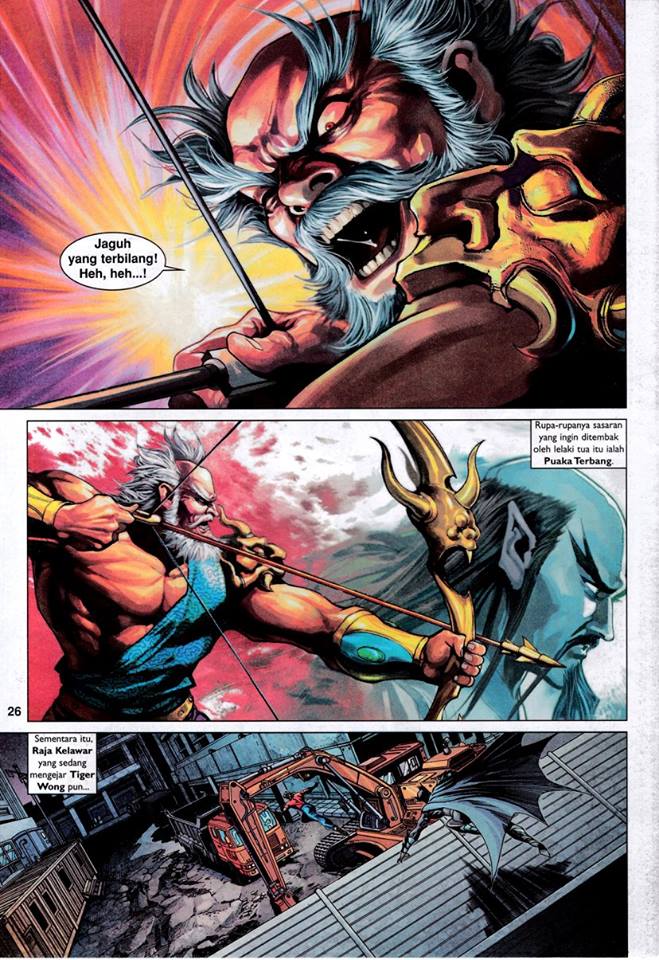 Jaguh
yang terbilang!
Heh, heh...!
Rupa-rupanya sasaran
yang ingin ditembak
oleh lelaki tua itu ialah
Puaka Terbang.
26
Sementara itu,
Raja Kelawar
yang sedang
mengejar Tiger
Wong pun...